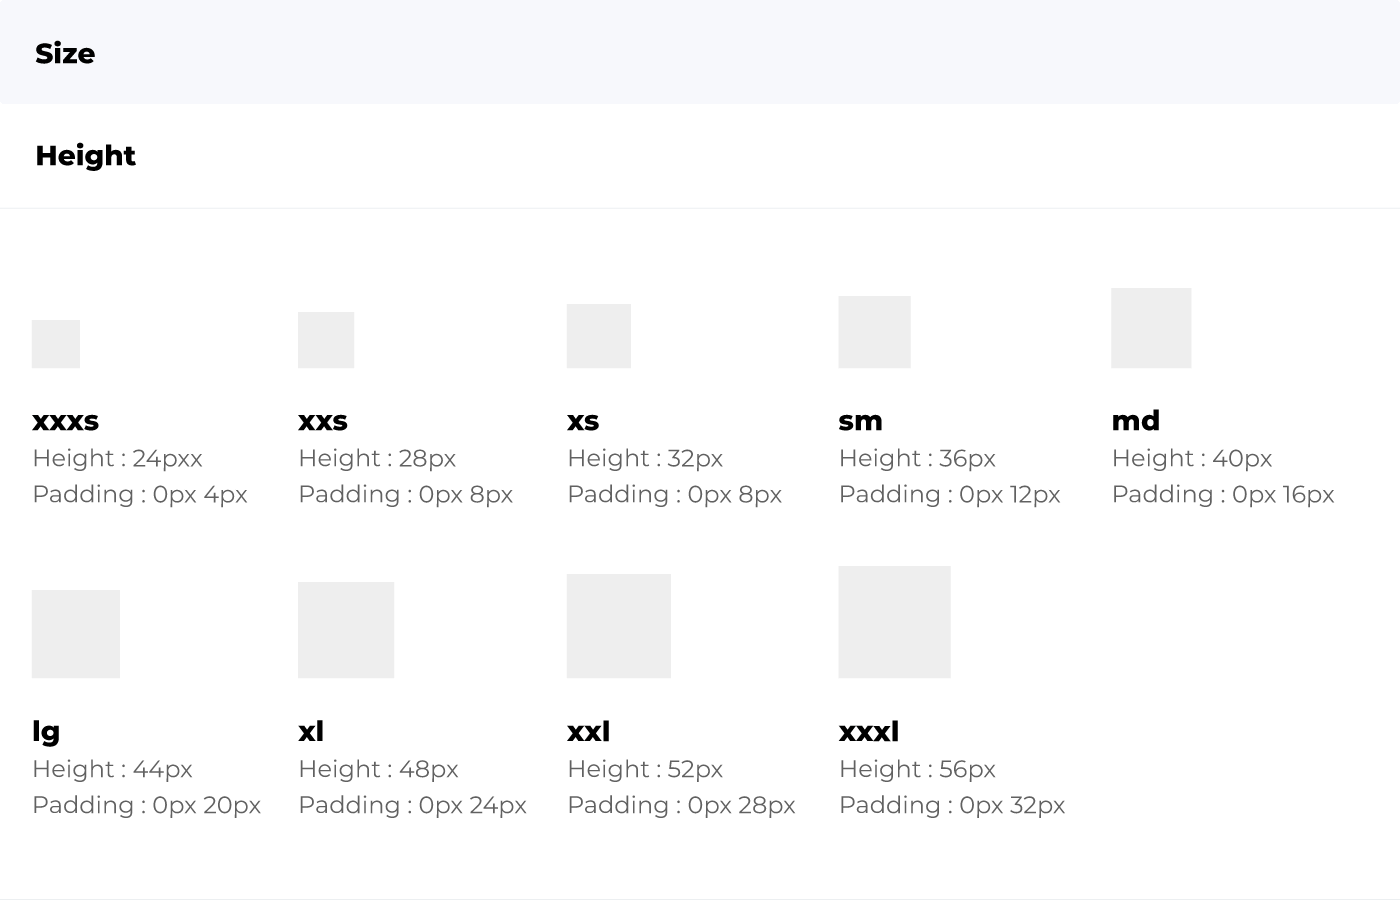 Size
Height
xxxs
Height : 24pxx
Padding : 0px 4px
xxs
Height : 28px
Padding : 0px 8px
xs
Height : 32px
Padding : 0px 8px
sm
Height : 36px
Padding : 0px 12px
md
Height : 40px
Padding : 0px 16px
lg
Height : 44px
Padding : 0px 20px
xl
Height : 48px
Padding : 0px 24px
xxl
Height : 52px
Padding : 0px 28px
xxxl
Height : 56px
Padding : 0px 32px